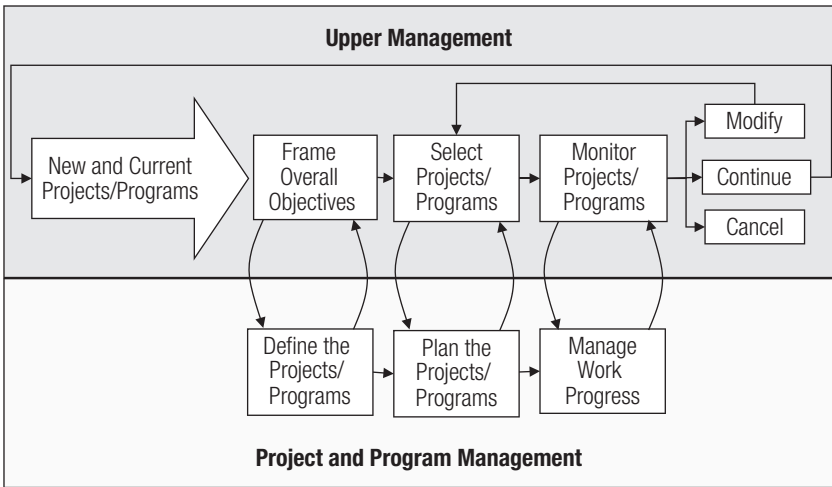 Upper Management
New and Current
Projects/Programs
Frame
Overall
Objectives
Select
Projects/
Programs
Monitor
Projects/
Programs
Modify
Continue
Cancel
Define the
Projects/
Programs
Plan the
Projects/
Programs
Manage
Work
Progress
Project and Program Management